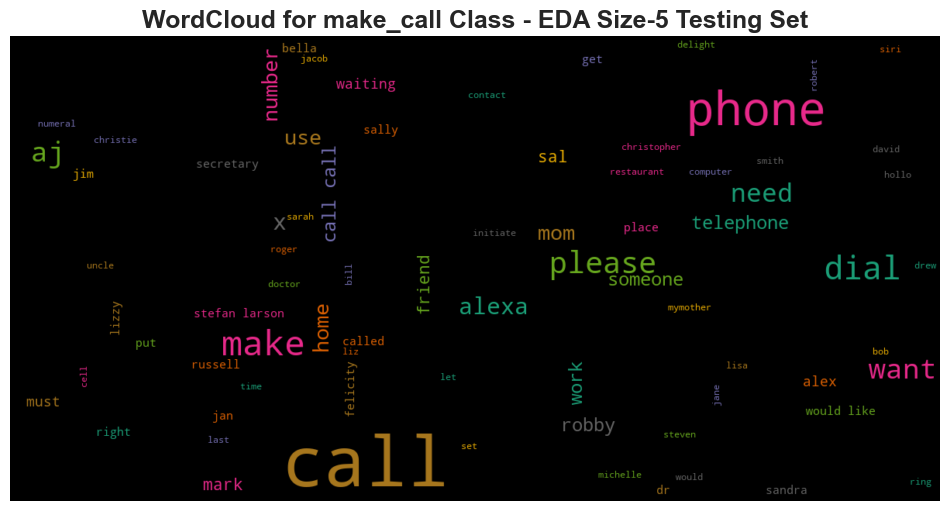 WordCloud for make_call Class - EDA Size-5 Testing Set
delight
bella
siri
jacob
get
robert
number
waiting
contact
phone
numeral
sally
use
christie
aj
christopher
david
sal
smith
secretary
call call
jim
restaurant
computer
hollo
need
sarah
x
telephone
place
initiate
mom
roger
please
uncle
dial
drew
bill
doctor
friend
someone
alexa
mymother
lizzy
stefan larson
home
make
called
put
liz
bob
russell
lisa
want
cell
time
felicity
let
work
alex
jane
must
jan
would like
right
robby
last
call
set
steven
michelle
would
mark
dr
sandra
ring